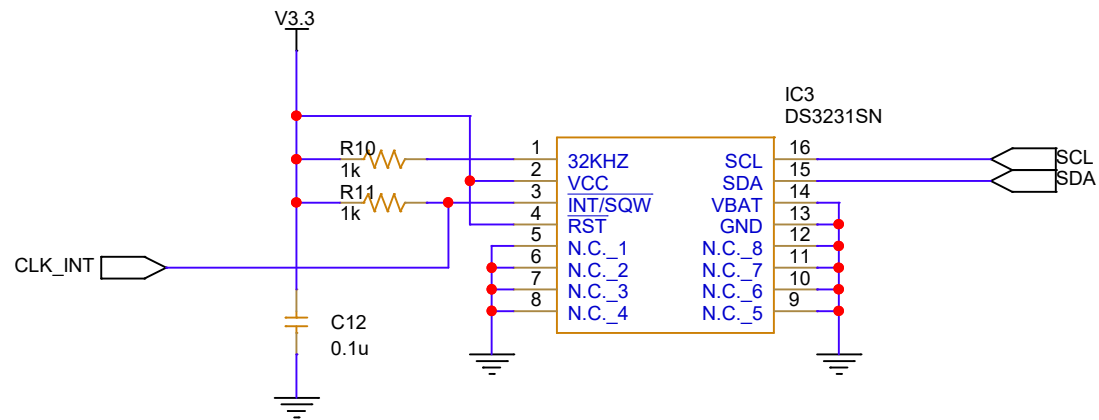 V3.3
IC3
DS3231SN
R10
1k
R11
1k
1
2
3
4
5
6
7
8
32KHZ
VCC
INT/SQW
RST
N.C._1
N.C._2
N.C._3
N.C._4
SCL
SDA
VBAT
GND
N.C._8
N.C._7
N.C._6
N.C._5
16
15
14
13
12
11
10
9
SCL
SDA
CLK_INT
C12
0.1u